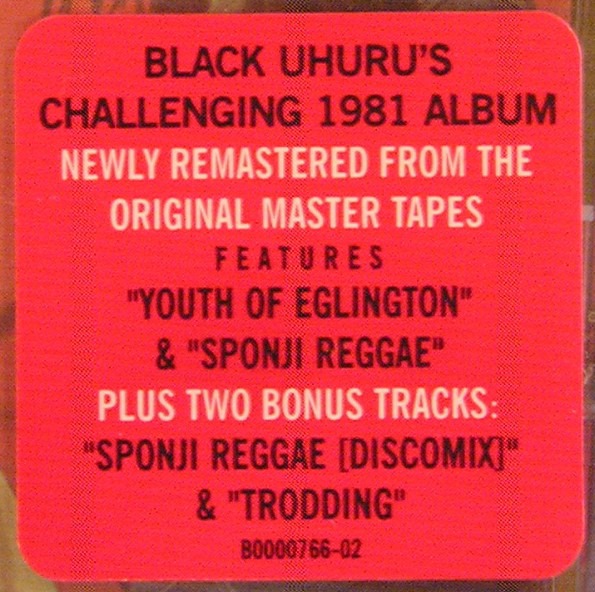 BLACK UHURU'S
CHALLENGING 1981 ALBUM
NEWLY REMASTERED FROM THE
ORIGINAL MASTER TAPES
FEATURES
"YOUTH OF EGLINGTON"
& "SPONJI REGGAE"
PLUS TWO BONUS TRACKS:
"SPONJI REGGAE [DISCOMIX]"
& "TRODDING"
B0000766-02